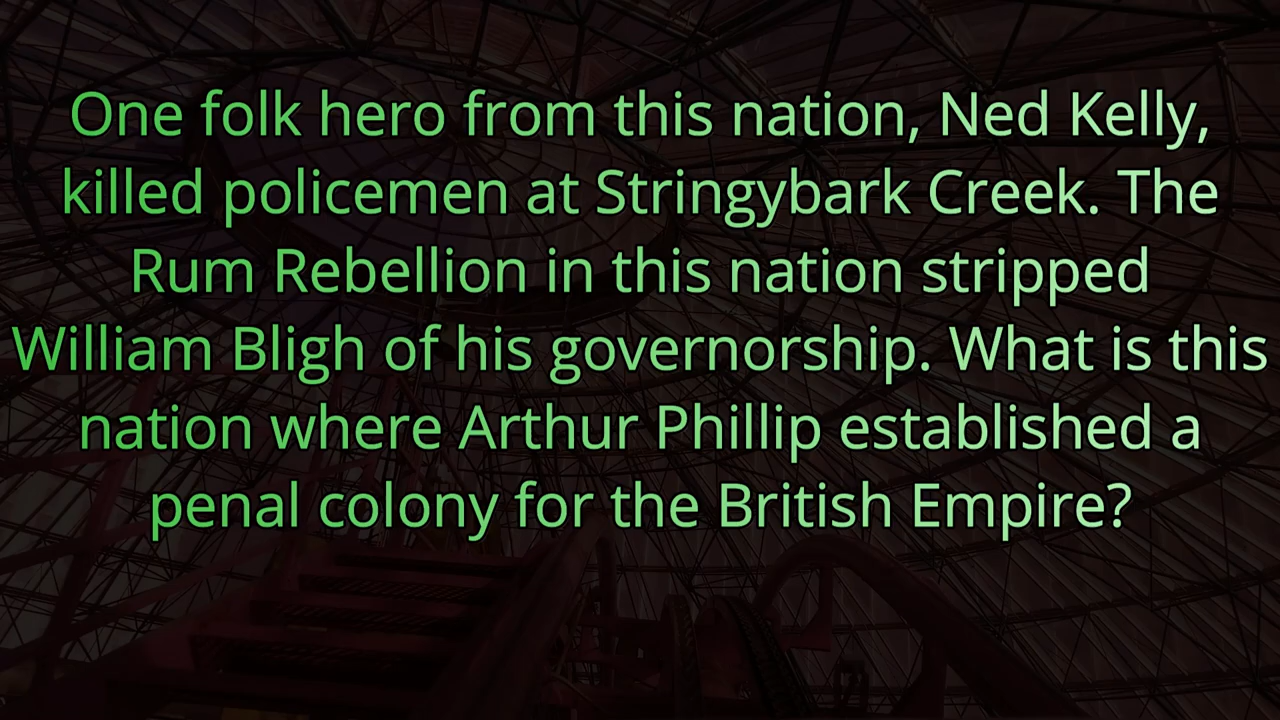 One folk hero from this nation, Ned Kelly,
killed policemen at Stringybark Creek. The
Rum Rebellion in this nation stripped
William Bligh of his governorship. What is this
nation where Arthur Phillip established a
penal colony for the British Empire?